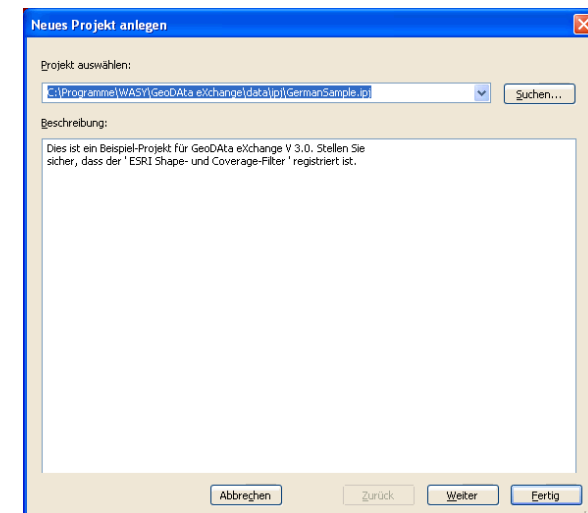 Neues Projekt anlegen
Projekt auswählen:
C:\Programme\WASY\GeoDAta eXchange\data\ipj\GermanSample.ipj
Suchen...
Beschreibung:
Dies ist ein Beispiel-Projekt für GeoDAta eXchange V 3.0. Stellen Sie
sicher, dass der ' ESRI Shape- und Coverage-Filter ' registriert ist.
Abbrechen
Zurück
Weiter
Fertig